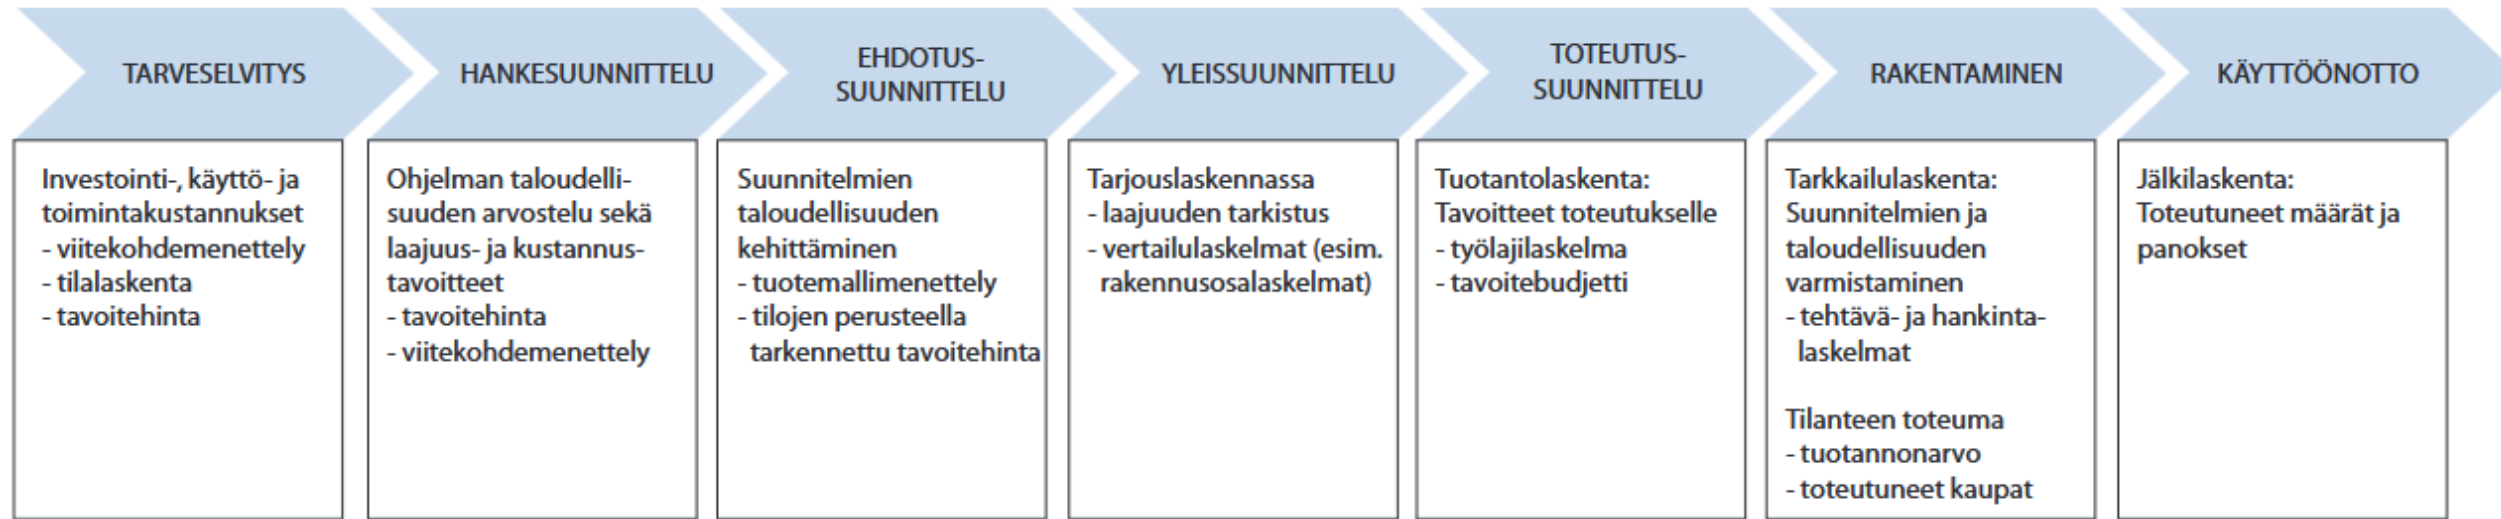 TARVESELVITYS
HANKESUUNNITTELU
EHDOTUS-
SUUNNITTELU
YLEISSUUNNITTELU
TOTEUTUS-
SUUNNITTELU
RAKENTAMINEN
KÄYTTÖÖNOTTO
Investointi-, käyttö- ja
toimintakustannukset
- viitekohdemenettely
- tilalaskenta
- tavoitehinta
Ohjelman taloudelli-
suuden arvostelu sekä
laajuus- ja kustannus-
tavoitteet
- tavoitehinta
- viitekohdemenettely
Suunnitelmien
taloudellisuuden
kehittäminen
- tuotemallimenettely
- tilojen perusteella
tarkennettu tavoitehinta
Tarjouslaskennassa
- laajuuden tarkistus
- vertailulaskelmat (esim.
rakennusosalaskelmat)
Tuotantolaskenta:
Tavoitteet toteutukselle
- työlajilaskelma
- tavoitebudjetti
Tarkkailulaskenta:
Suunnitelmien ja
taloudellisuuden
varmistaminen
- tehtävä- ja hankinta-
laskelmat
Tilanteen toteuma
- tuotannonarvo
- toteutuneet kaupat
Jälkilaskenta:
Toteutuneet määrät ja
panokset